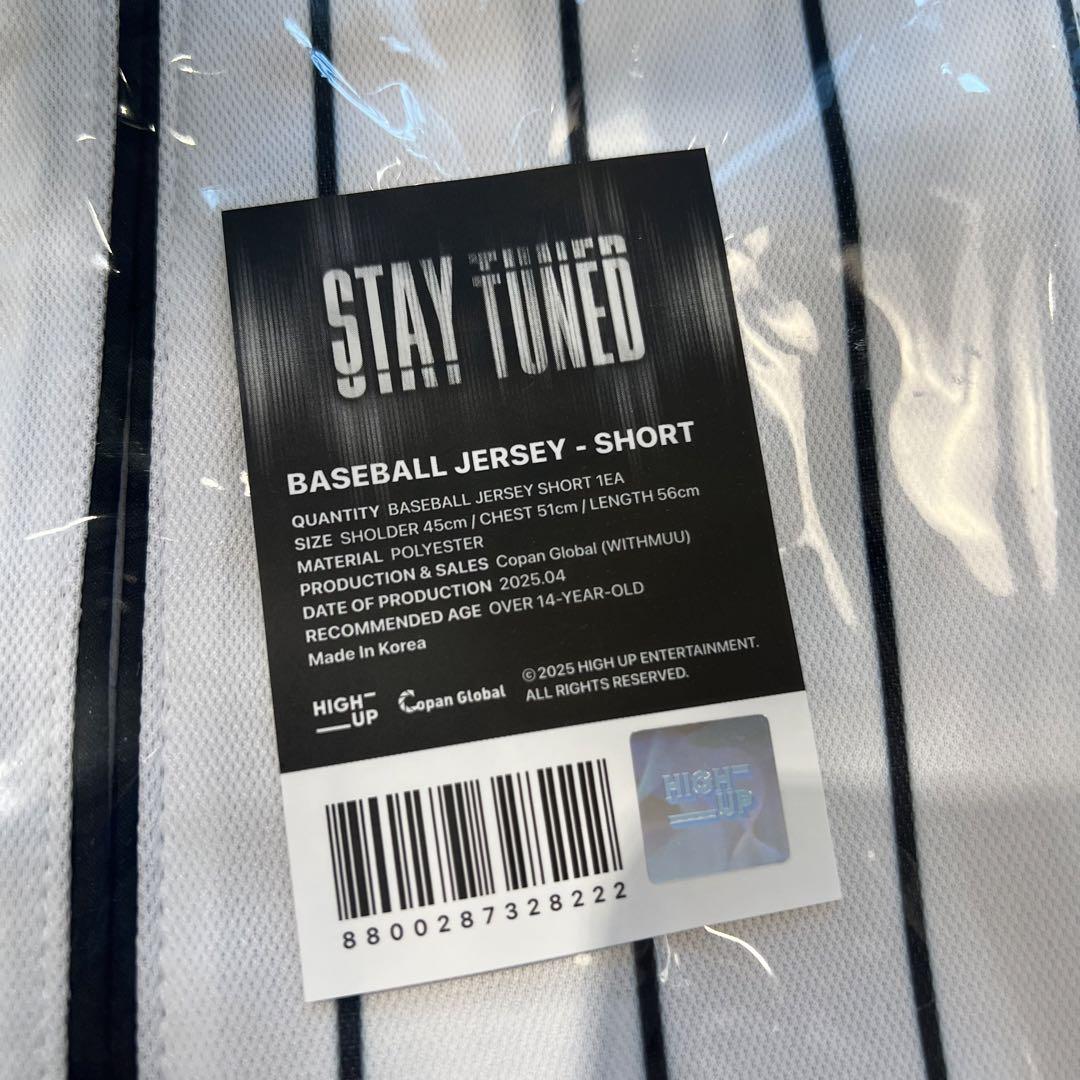 STAY TUNED
BASEBALL JERSEY - SHORT
QUANTITY BASEBALL JERSEY SHORT 1EA
SIZE SHOLDER 45cm / CHEST 51cm / LENGTH 56cm
MATERIAL POLYESTER
PRODUCTION & SALES Copan Global (WITHMUU)
DATE OF PRODUCTION 2025.04
RECOMMENDED AGE OVER 14-YEAR-OLD
Made In Korea
HIGH UP
Copan Global
© 2025 HIGH UP ENTERTAINMENT.
ALL RIGHTS RESERVED.
HIGH UP
8800287328222